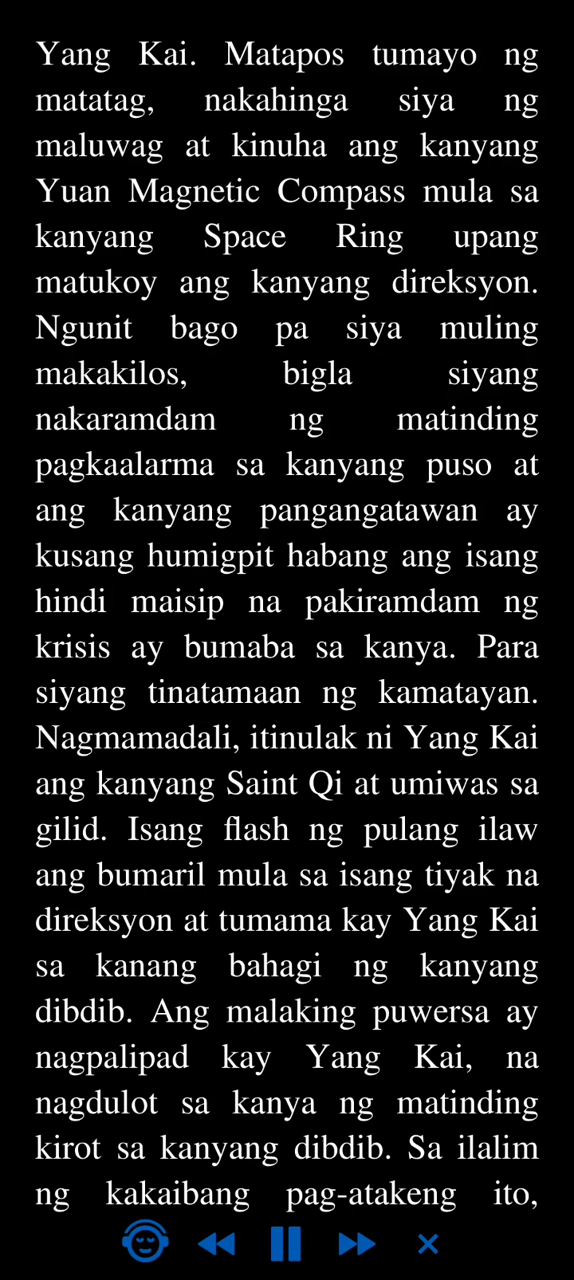 Yang Kai. Matapos tumayo ng
matatag, nakahinga siya ng
maluwag at kinuha ang kanyang
Yuan Magnetic Compass mula sa
kanyang Space Ring upang
matukoy ang kanyang direksyon.
Ngunit bago pa siya muling
makakilos, bigla siyang
nakaramdam ng matinding
pagkaalarma sa kanyang puso at
ang kanyang pangangatawan ay
kusang humigpit habang ang isang
hindi maisip na pakiramdam ng
krisis ay bumaba sa kanya. Para
siyang tinatamaan ng kamatayan.
Nagmamadali, itinulak ni Yang Kai
ang kanyang Saint Qi at umiwas sa
gilid. Isang flash ng pulang ilaw
ang bumaril mula sa isang tiyak na
direksyon at tumama kay Yang Kai
sa kanang bahagi ng kanyang
dibdib. Ang malaking puwersa ay
nagpalipad kay Yang Kai, na
nagdulot sa kanya ng matinding
kirot sa kanyang dibdib. Sa ilalim
ng kakaibang pag-atakeng ito,